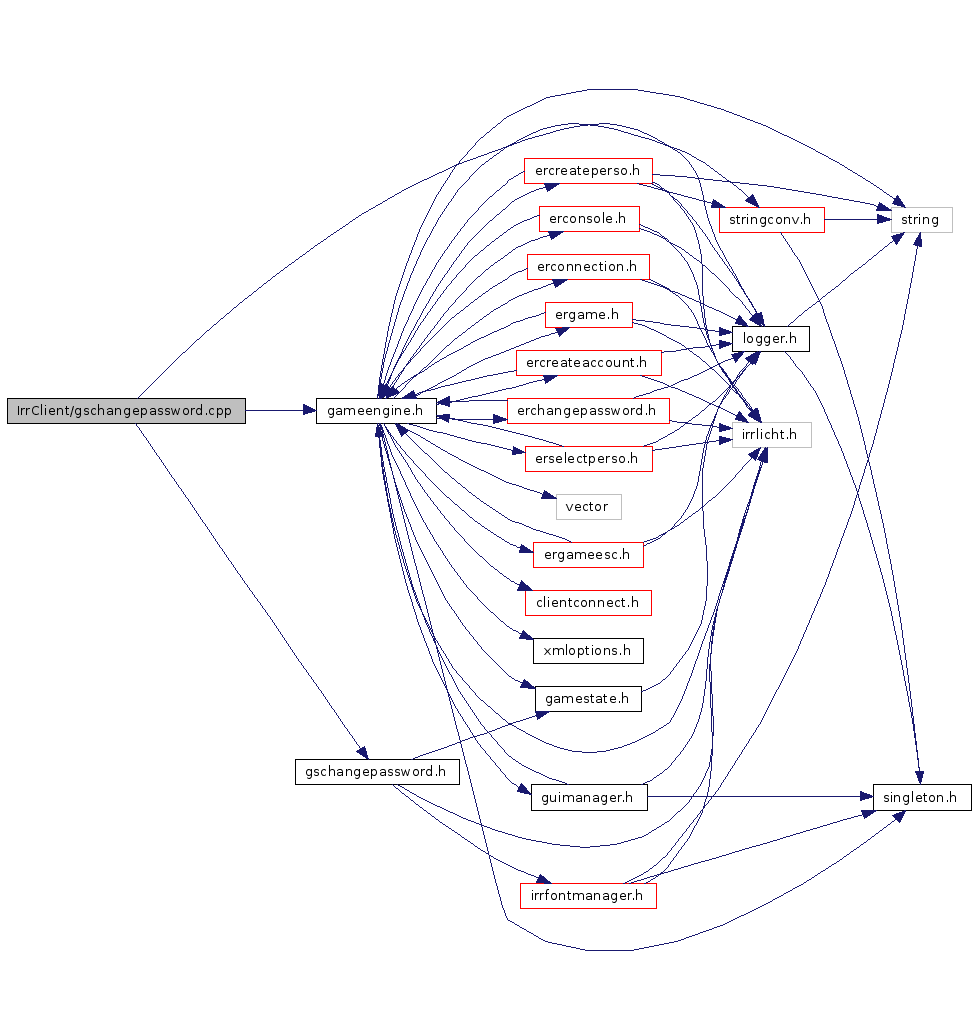 ercreateperso.h
erconsole.h
stringconv.h
string
erconnection.h
ergame.h
logger.h
ercreateaccount.h
IrrClient/gschangepassword.cpp
gameengine.h
erchangepassword.h
irrlicht.h
erselectperso.h
vector
ergameesc.h
clientconnect.h
xmloptions.h
gamestate.h
gschangepassword.h
guimanager.h
singleton.h
irrfontmanager.h